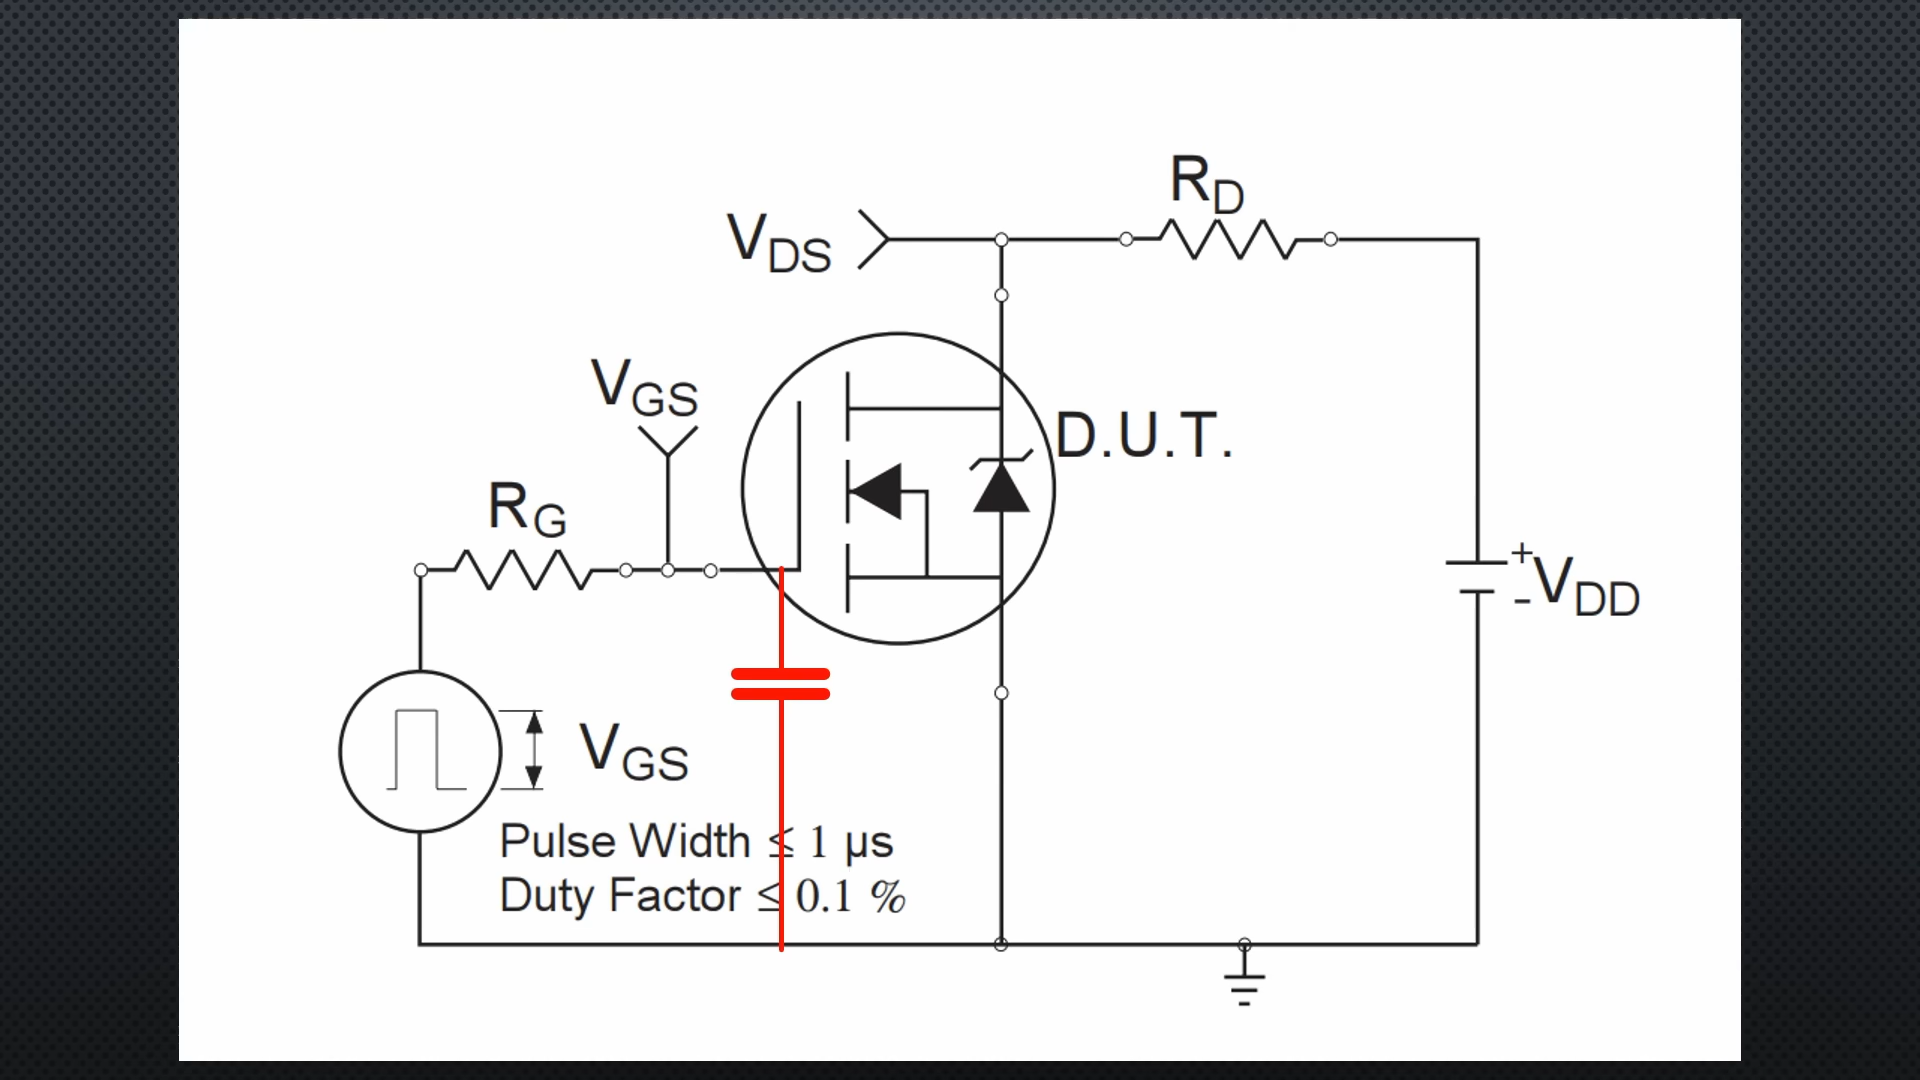 RD
VDS
VGS
D.U.T.
RG
+
VDD
-
VGS
Pulse Width ≤ 1 µs
Duty Factor ≤ 0.1 %